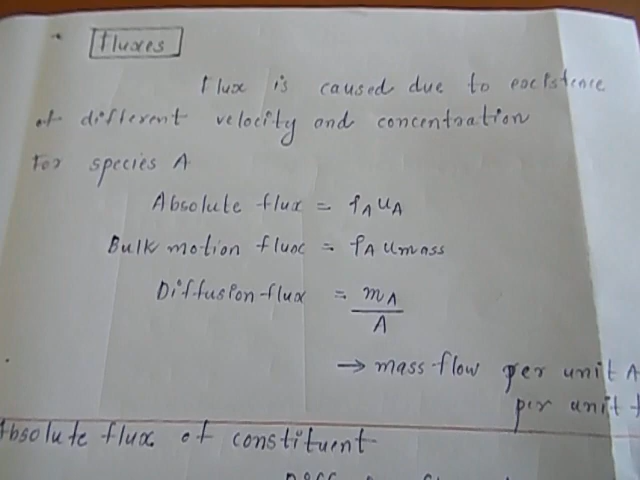 Fluxes
Flux is caused due to existence
of different velocity and concentration
For species A
Absolute flux = ρA uA
Bulk motion flux = ρA umass
Diffusion flux = mA
A
→ mass flow per unit A
per unit t
Absolute flux of constituent